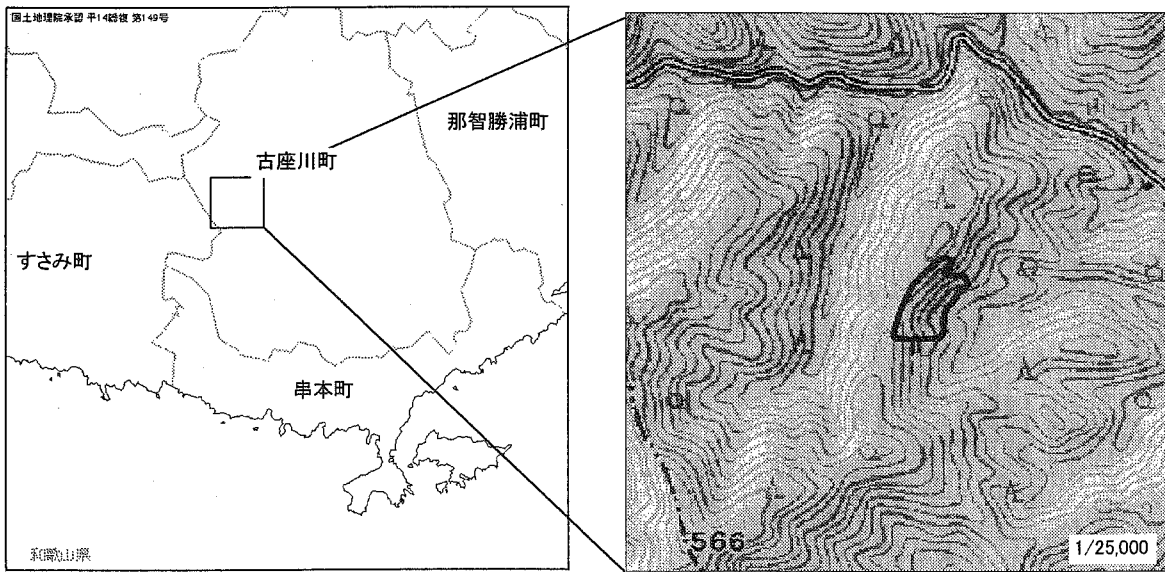 国土地理院承認 平14総複 第149号
那智勝浦町
古座川町
すさみ町
串本町
和歌山県
566
1/25,000